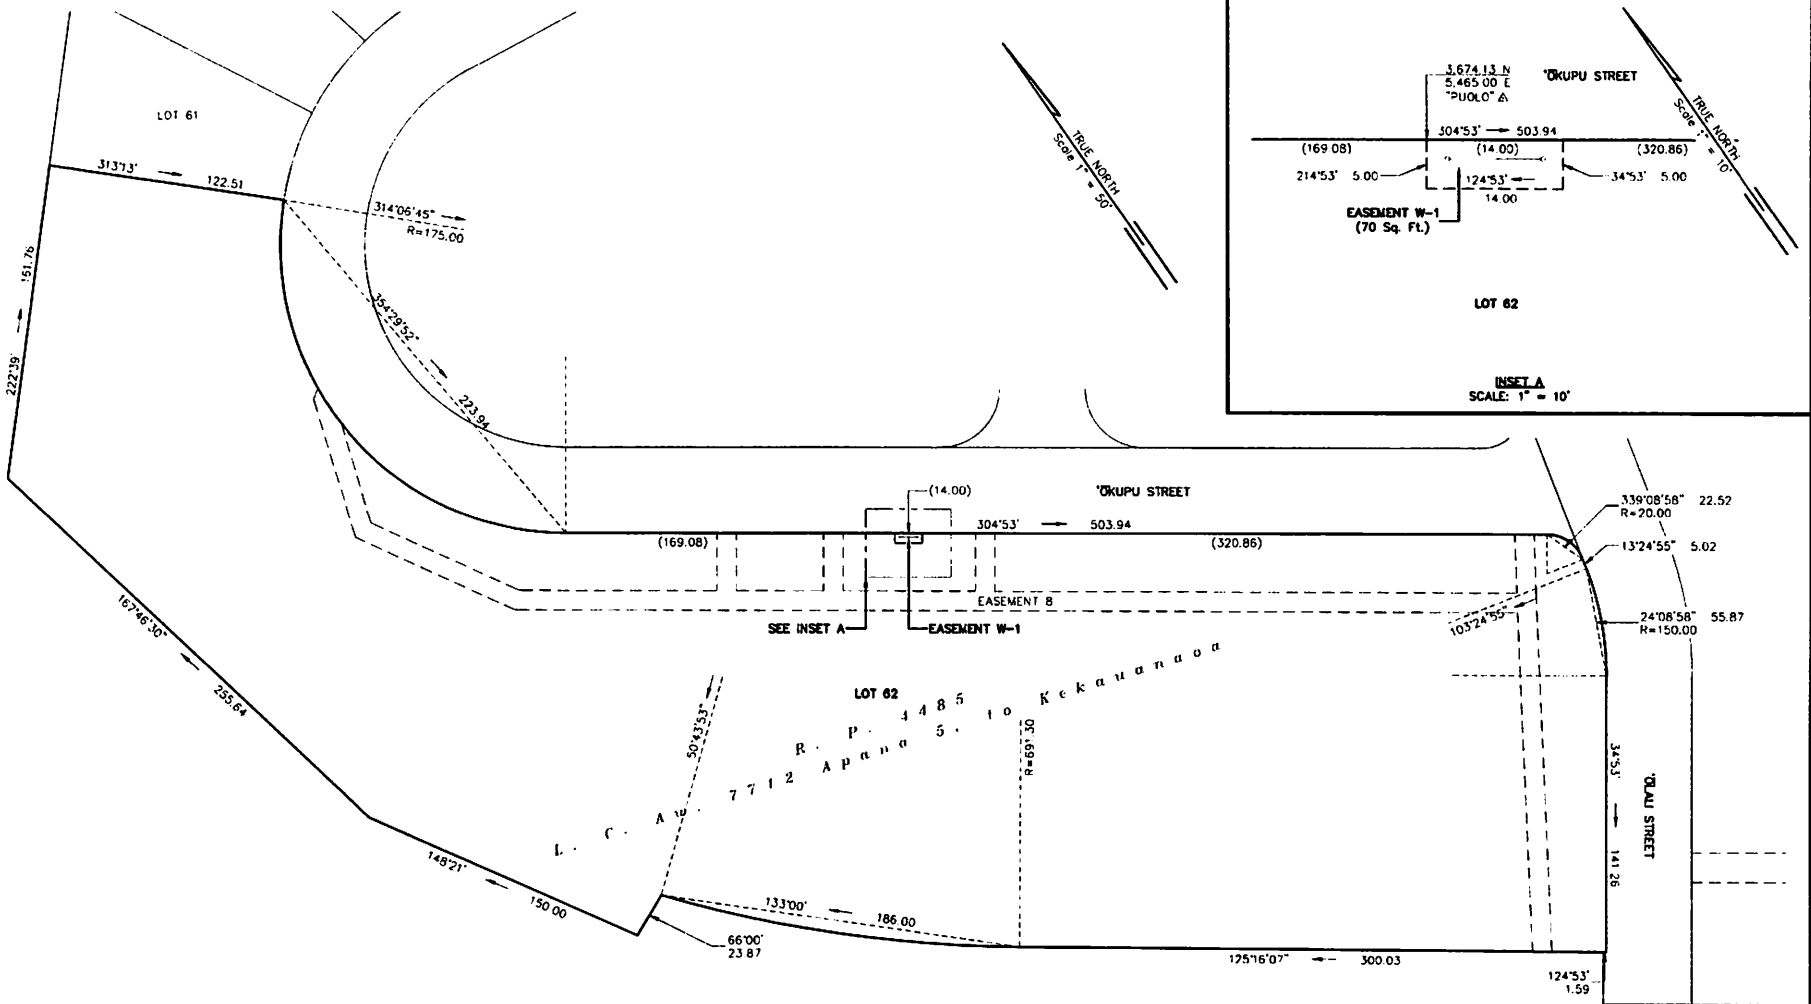 3,674.13 N
5,465.00 E
"PUOLO" △
'ŌKUPU STREET
304°53' 503.94
(169.08) (14.00) (320.86)
214°53' 5.00
124°53'
14.00
34°53' 5.00
EASEMENT W-1
(70 Sq. Ft.)
LOT 62
INSET A
SCALE: 1" = 10'
TRUE NORTH
Scale 1" = 10'
TRUE NORTH
Scale 1" = 50'
LOT 61
313°13' 122.51
314°06'45"
R=175.00
222°39' 151.76
354°29'52" 223.94
(14.00)
'ŌKUPU STREET
304°53' 503.94
(169.08) (320.86)
339°08'58" 22.52
R=20.00
13°24'55" 5.02
EASEMENT 8
SEE INSET A
EASEMENT W-1
103°24'55"
24°08'58" 55.87
R=150.00
167°46'30" 255.64
LOT 62
50°43'53"
R. P. 4485
L. C. Aw. 7712 Apana 5, to Kekauanaoa
R=691.30
34°53' 141.26
'ŌLALI STREET
148°21' 150.00
133°00' 186.00
66°00'
23.87
125°16'07" 300.03
124°53'
1.59